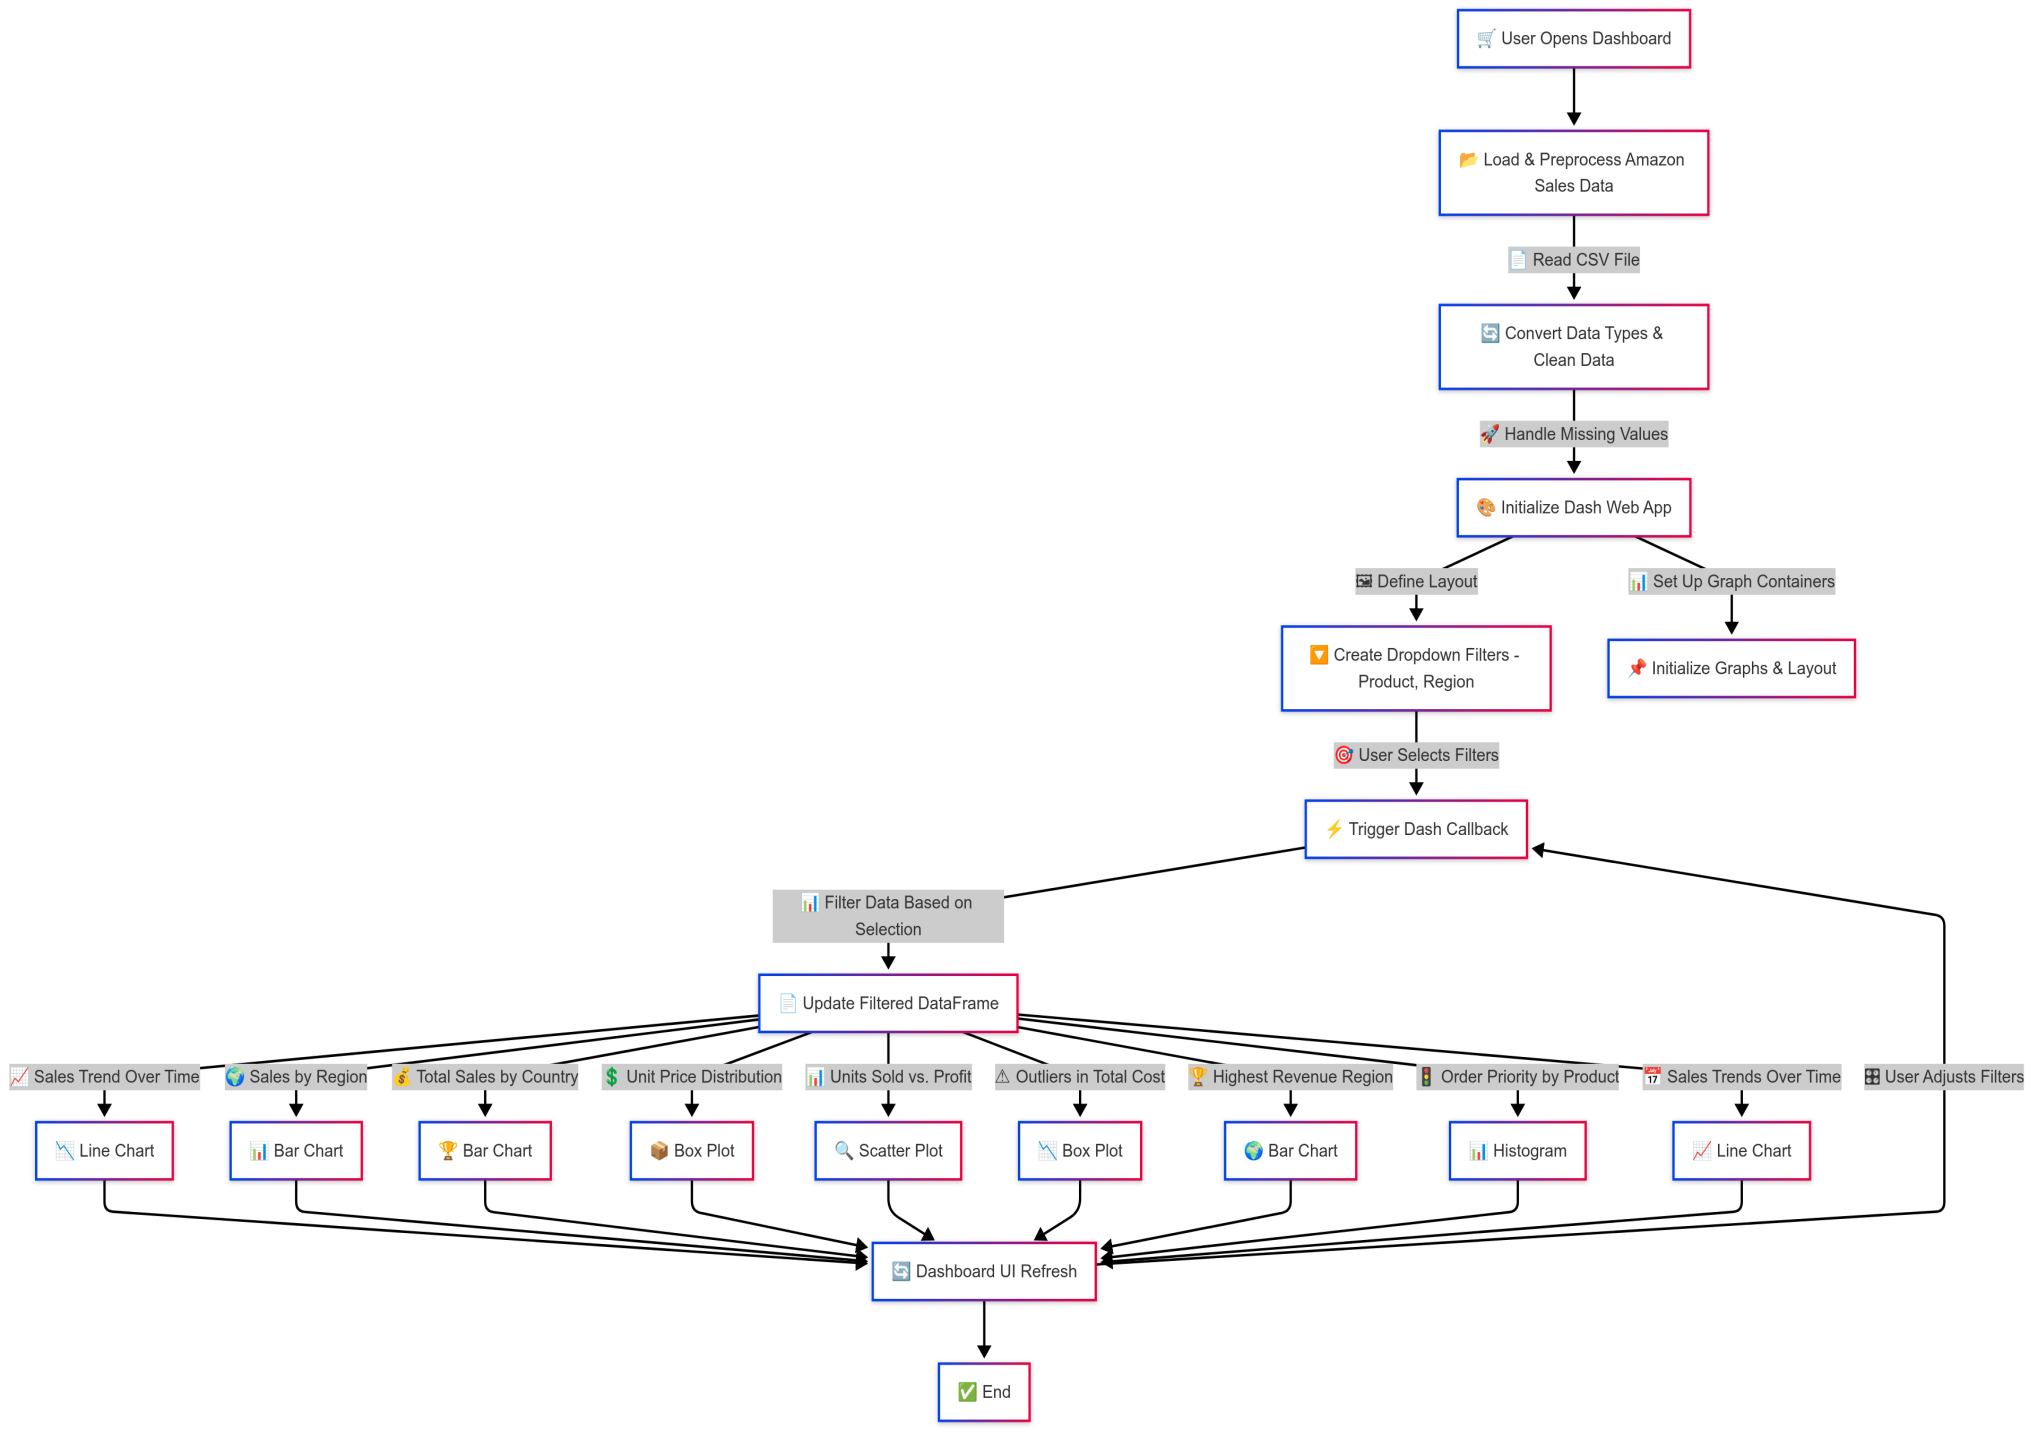 🛒 User Opens Dashboard
📂 Load & Preprocess Amazon
Sales Data
📄 Read CSV File
🔄 Convert Data Types &
Clean Data
🚀 Handle Missing Values
🎨 Initialize Dash Web App
🖼 Define Layout
📊 Set Up Graph Containers
🔽 Create Dropdown Filters -
Product, Region
📌 Initialize Graphs & Layout
🎯 User Selects Filters
⚡ Trigger Dash Callback
📊 Filter Data Based on
Selection
📄 Update Filtered DataFrame
📈 Sales Trend Over Time
🌍 Sales by Region
💰 Total Sales by Country
💲 Unit Price Distribution
📊 Units Sold vs. Profit
⚠ Outliers in Total Cost
🏆 Highest Revenue Region
🚦 Order Priority by Product
📅 Sales Trends Over Time
🎛 User Adjusts Filters
📉 Line Chart
📊 Bar Chart
🏆 Bar Chart
📦 Box Plot
🔍 Scatter Plot
📉 Box Plot
🌍 Bar Chart
📊 Histogram
📈 Line Chart
🔄 Dashboard UI Refresh
✅ End